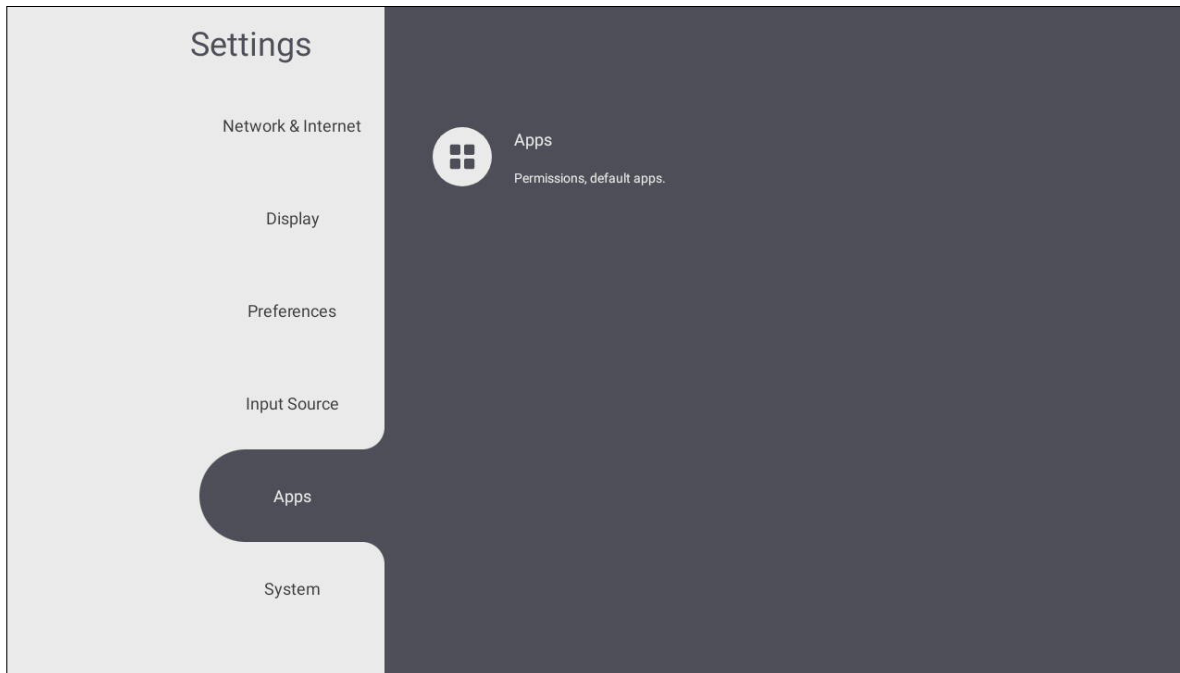 Settings
Network & Internet
Display
Preferences
Input Source
Apps
System
Apps
Permissions, default apps.